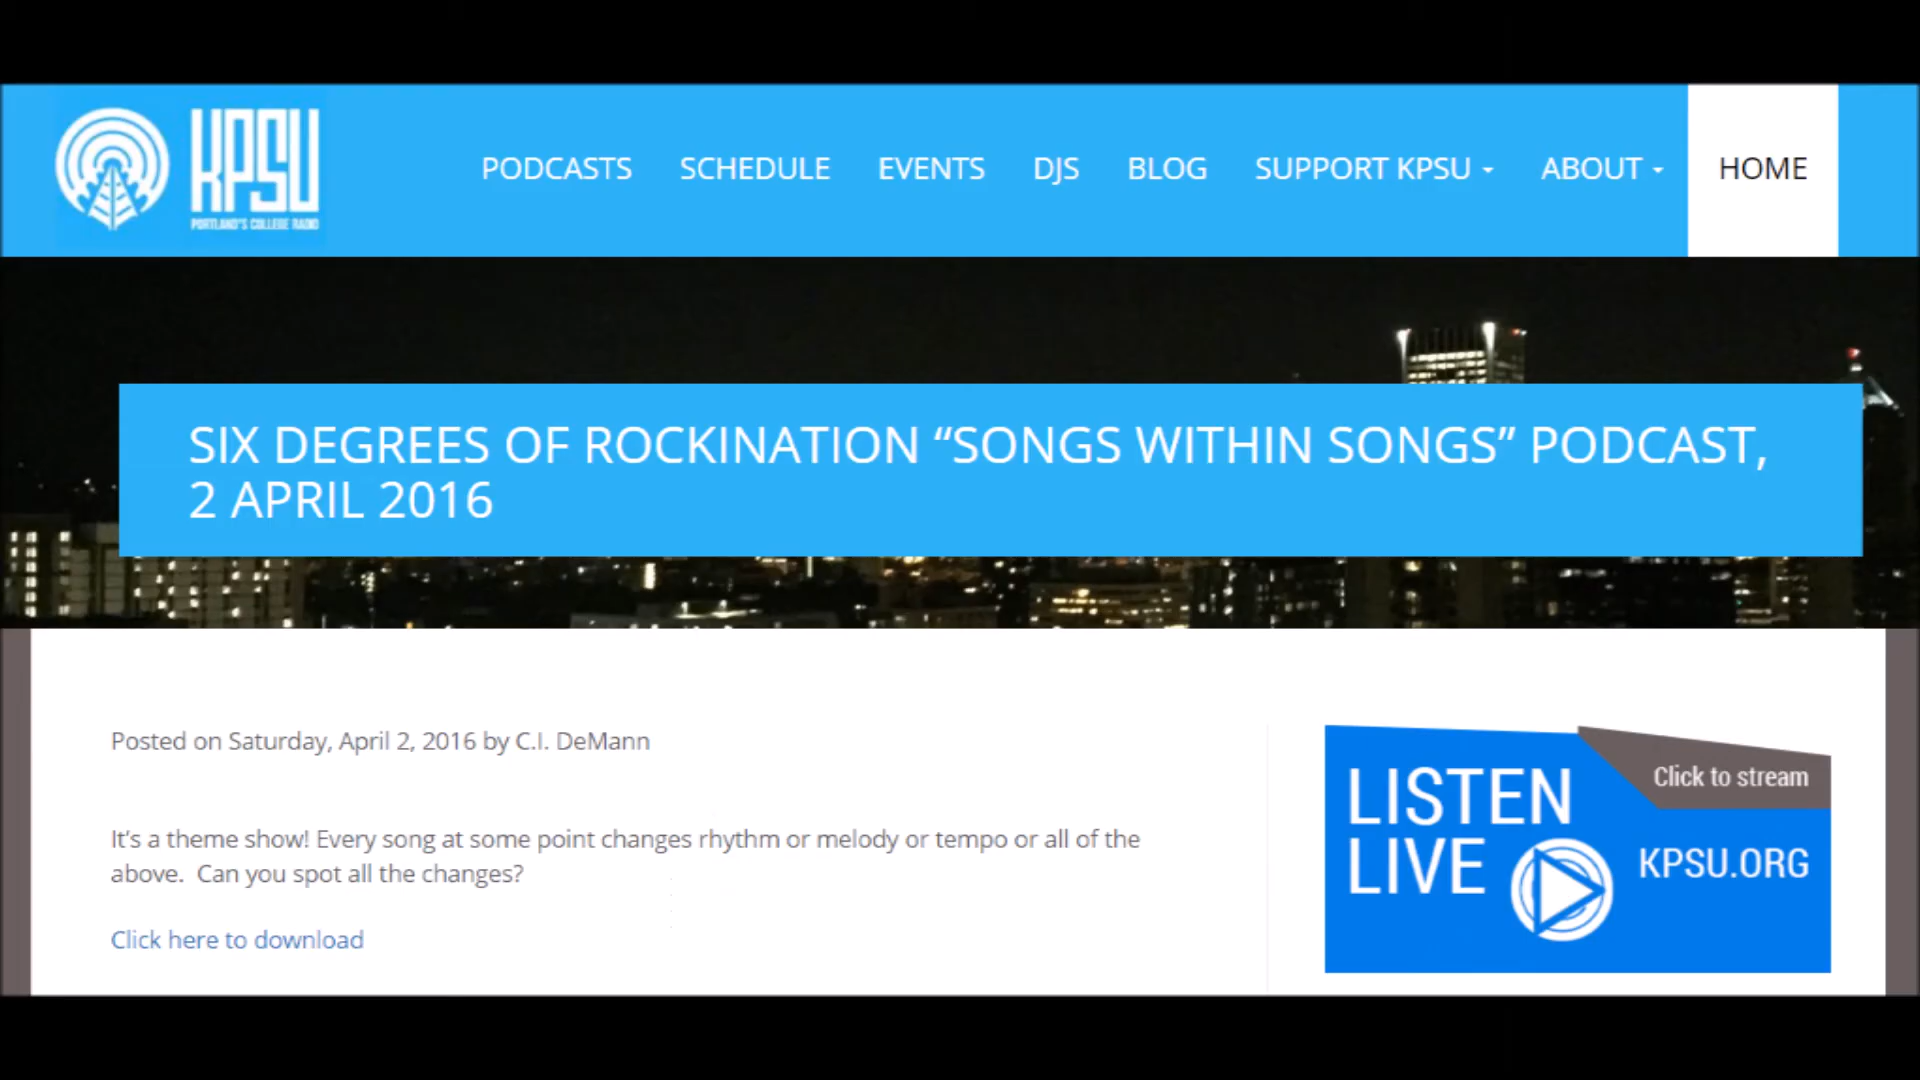 KPSU
PORTLAND'S COLLEGE RADIO
PODCASTS SCHEDULE EVENTS DJS BLOG SUPPORT KPSU ABOUT HOME
SIX DEGREES OF ROCKINATION “SONGS WITHIN SONGS” PODCAST,
2 APRIL 2016
Posted on Saturday, April 2, 2016 by C.I. DeMann
It's a theme show! Every song at some point changes rhythm or melody or tempo or all of the
above. Can you spot all the changes?
Click here to download
Click to stream
LISTEN
LIVE
KPSU.ORG